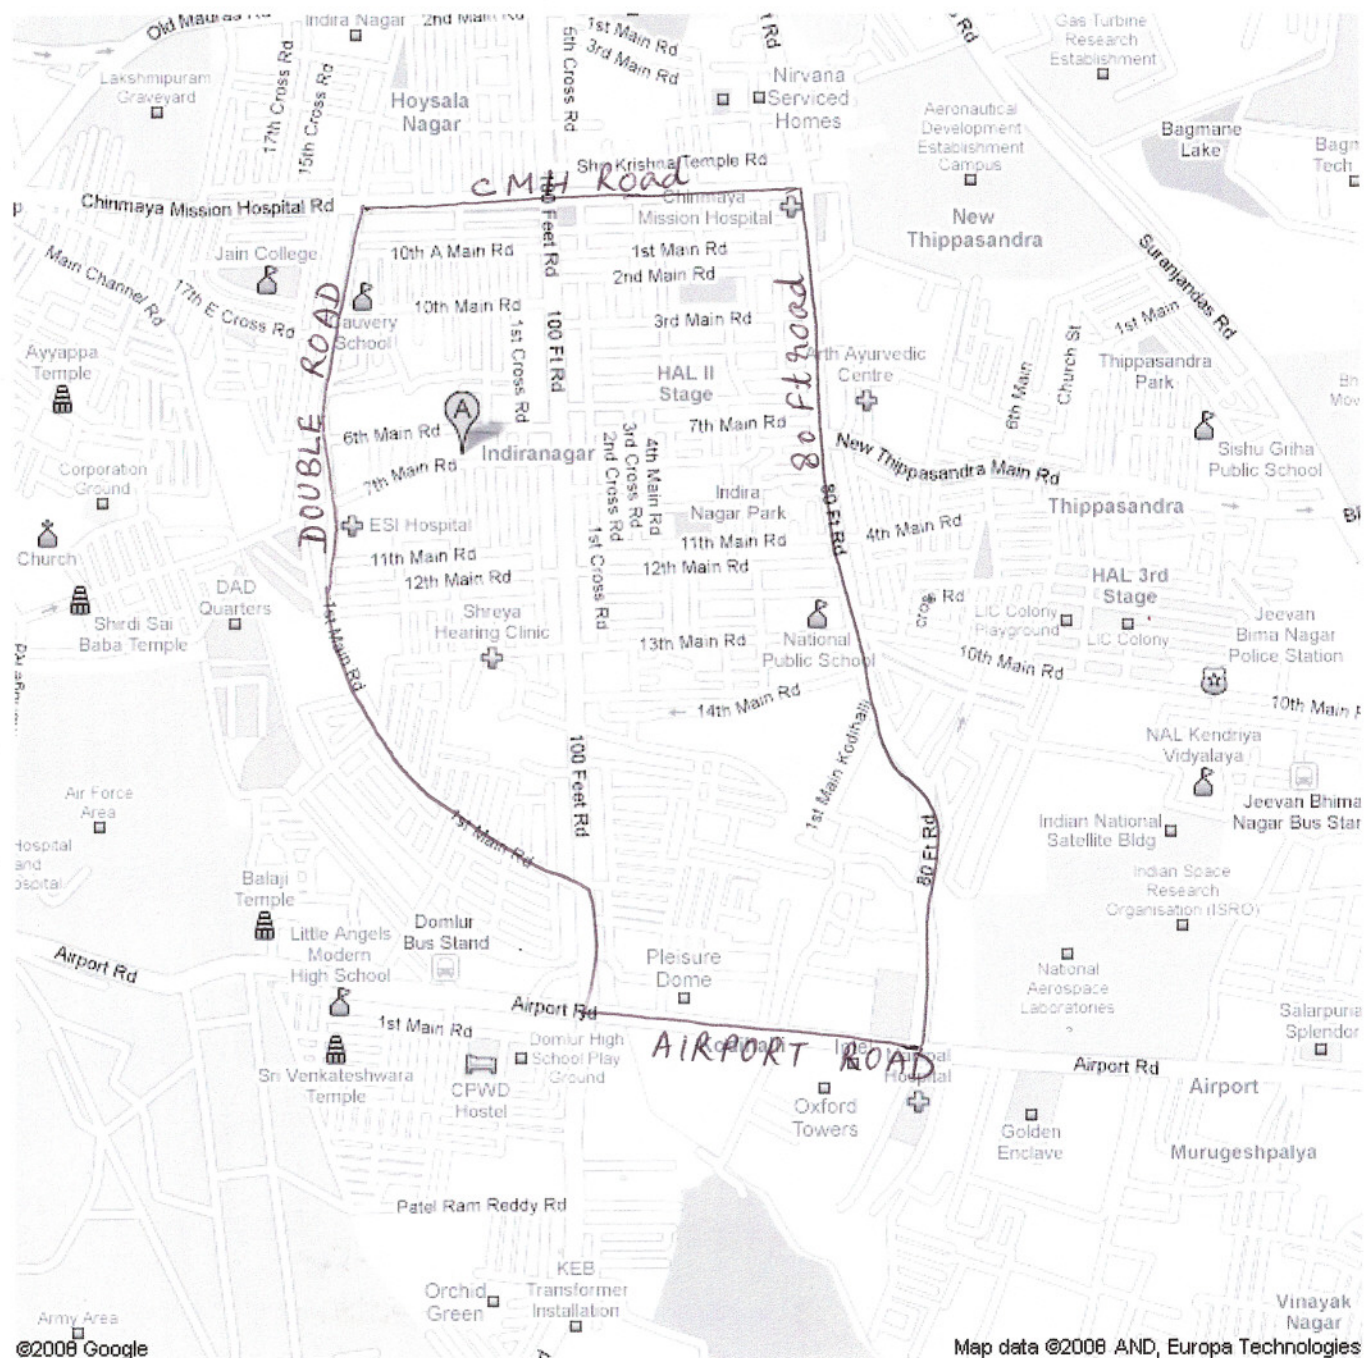 Old Madras Rd
Indira Nagar
2nd Main Rd
1st Main Rd
3rd Main Rd
5th Cross Rd
17th Cross Rd
15th Cross Rd
Lakshmipuram
Graveyard
Hoysala
Nagar
Nirvana
Serviced
Homes
Gas Turbine
Research
Establishment
Aeronautical
Development
Establishment
Campus
Bagmane
Lake
Tech
Shri Krishna Temple Rd
CMH Road
Chinmaya Mission Hospital Rd
Chinmaya
Mission Hospital
100 Feet Rd
New
Thippasandra
Suranjandas Rd
Main Channel Rd
Jain College
17th E Cross Rd
10th A Main Rd
1st Main Rd
2nd Main Rd
10th Main Rd
3rd Main Rd
Cauvery
School
DOUBLE ROAD
1st Cross Rd
100 Ft Rd
80 ft road
Ayyappa
Temple
HAL II
Stage
Arth Ayurvedic
Centre
1st Main
Church St
6th Main
Thippasandra
Park
A
6th Main Rd
7th Main Rd
Indiranagar
7th Main Rd
2nd Cross Rd
3rd Cross Rd
4th Main Rd
New Thippasandra Main Rd
Sishu Griha
Public School
Corporation
Ground
Church
ESI Hospital
Indira
Nagar Park
80 Ft Rd
4th Main Rd
Thippasandra
11th Main Rd
12th Main Rd
1st Cross Rd
11th Main Rd
12th Main Rd
DAD
Quarters
Shirdi Sai
Baba Temple
1st Main Rd
Shreya
Hearing Clinic
13th Main Rd
National
Public School
cross Rd
HAL 3rd
Stage
LIC Colony
Playground
LIC Colony
Jeevan
Bima Nagar
Police Station
10th Main Rd
10th Main
14th Main Rd
1st Main Kodihalli
100 Feet Rd
NAL Kendriya
Vidyalaya
Jeevan Bhima
Nagar Bus Stan
Air Force
Area
Hospital
and
1st Main Rd
80 Ft Rd
Indian National
Satellite Bldg
Indian Space
Research
Organisation (ISRO)
Balaji
Temple
Little Angels
Modern
High School
Domlur
Bus Stand
Airport Rd
Pleisure
Dome
National
Aerospace
Laboratories
Salarpuria
Splendor
Airport Rd
1st Main Rd
AIRPORT ROAD
Airport Rd
Domlur High
School Play
Ground
Sri Venkateshwara
Temple
CPWD
Hostel
Kodihalli
Hospital
Oxford
Towers
Airport
Golden
Enclave
Murugeshpalya
Patel Ram Reddy Rd
KEB
Transformer
Installation
Orchid
Green
Army Area
Vinayak
Nagar
©2008 Google
Map data ©2008 AND, Europa Technologies